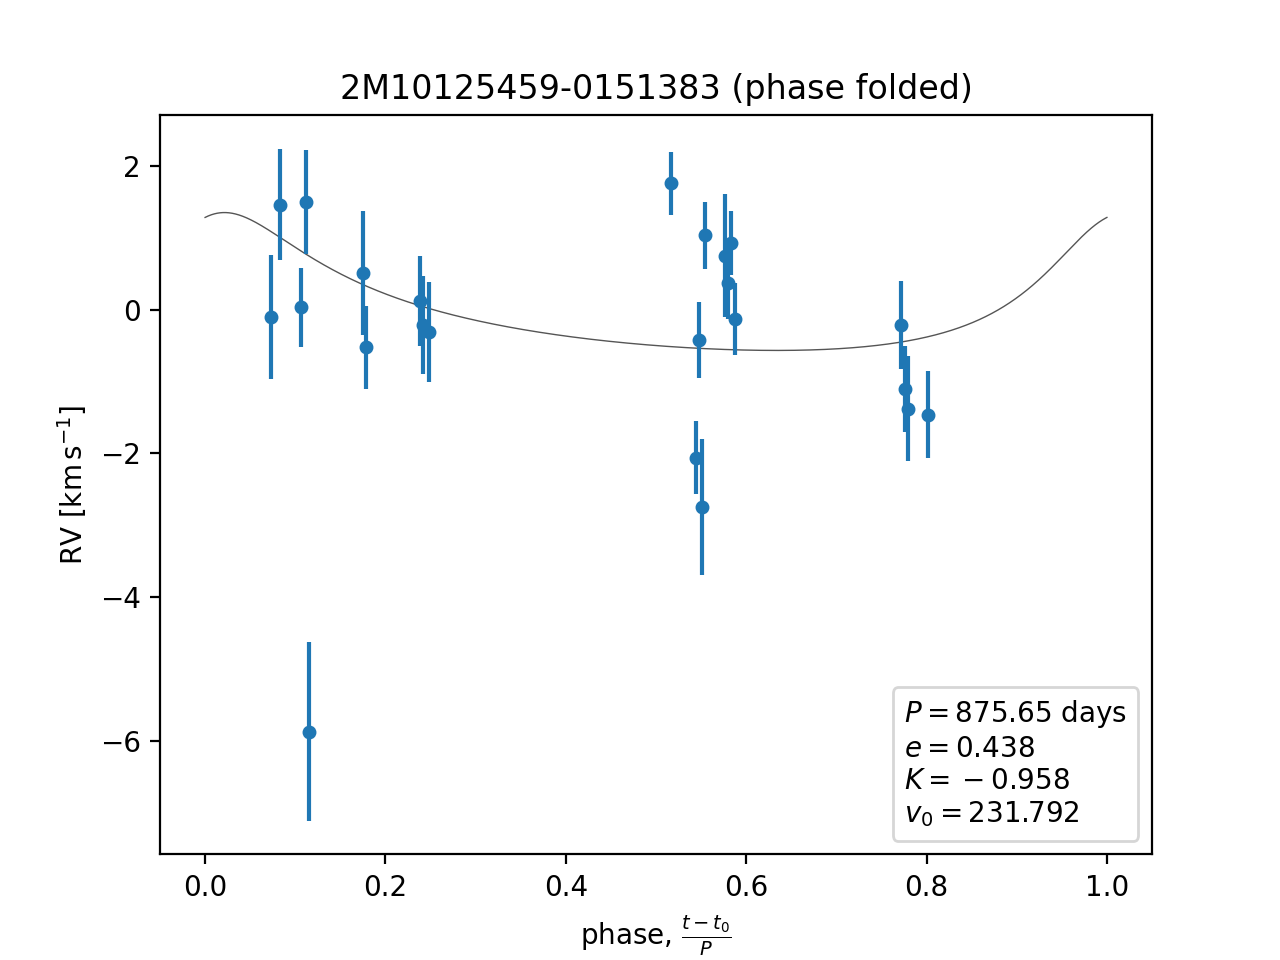 2M10125459-0151383 (phase folded)
RV [km s⁻¹]
2
0
−2
−4
−6
P = 875.65 days
e = 0.438
K = −0.958
v₀ = 231.792
0.0 0.2 0.4 0.6 0.8 1.0
phase, (t − t₀)/P